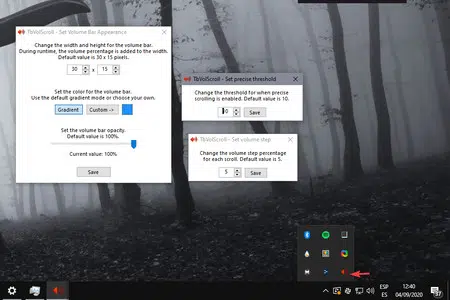 TbVolScroll - Set Volume Bar Appearance
Change the width and height for the volume bar.
During runtime, the volume percentage is added to the width.
Default value is 30 x 15 pixels.
30 x 15
Set the color for the volume bar.
Use the default gradient mode or choose your own.
Gradient Custom ->
Set the volume bar opacity.
Default value is 100%.
Current value: 100%
Save
TbVolScroll - Set precise threshold
Change the threshold for when precise
scrolling is enabled. Default value is 10.
Save
TbVolScroll - Set volume step
Change the volume step percentage
for each scroll. Default value is 5.
5 Save
ESP
ES
12:40
04/09/2020
37